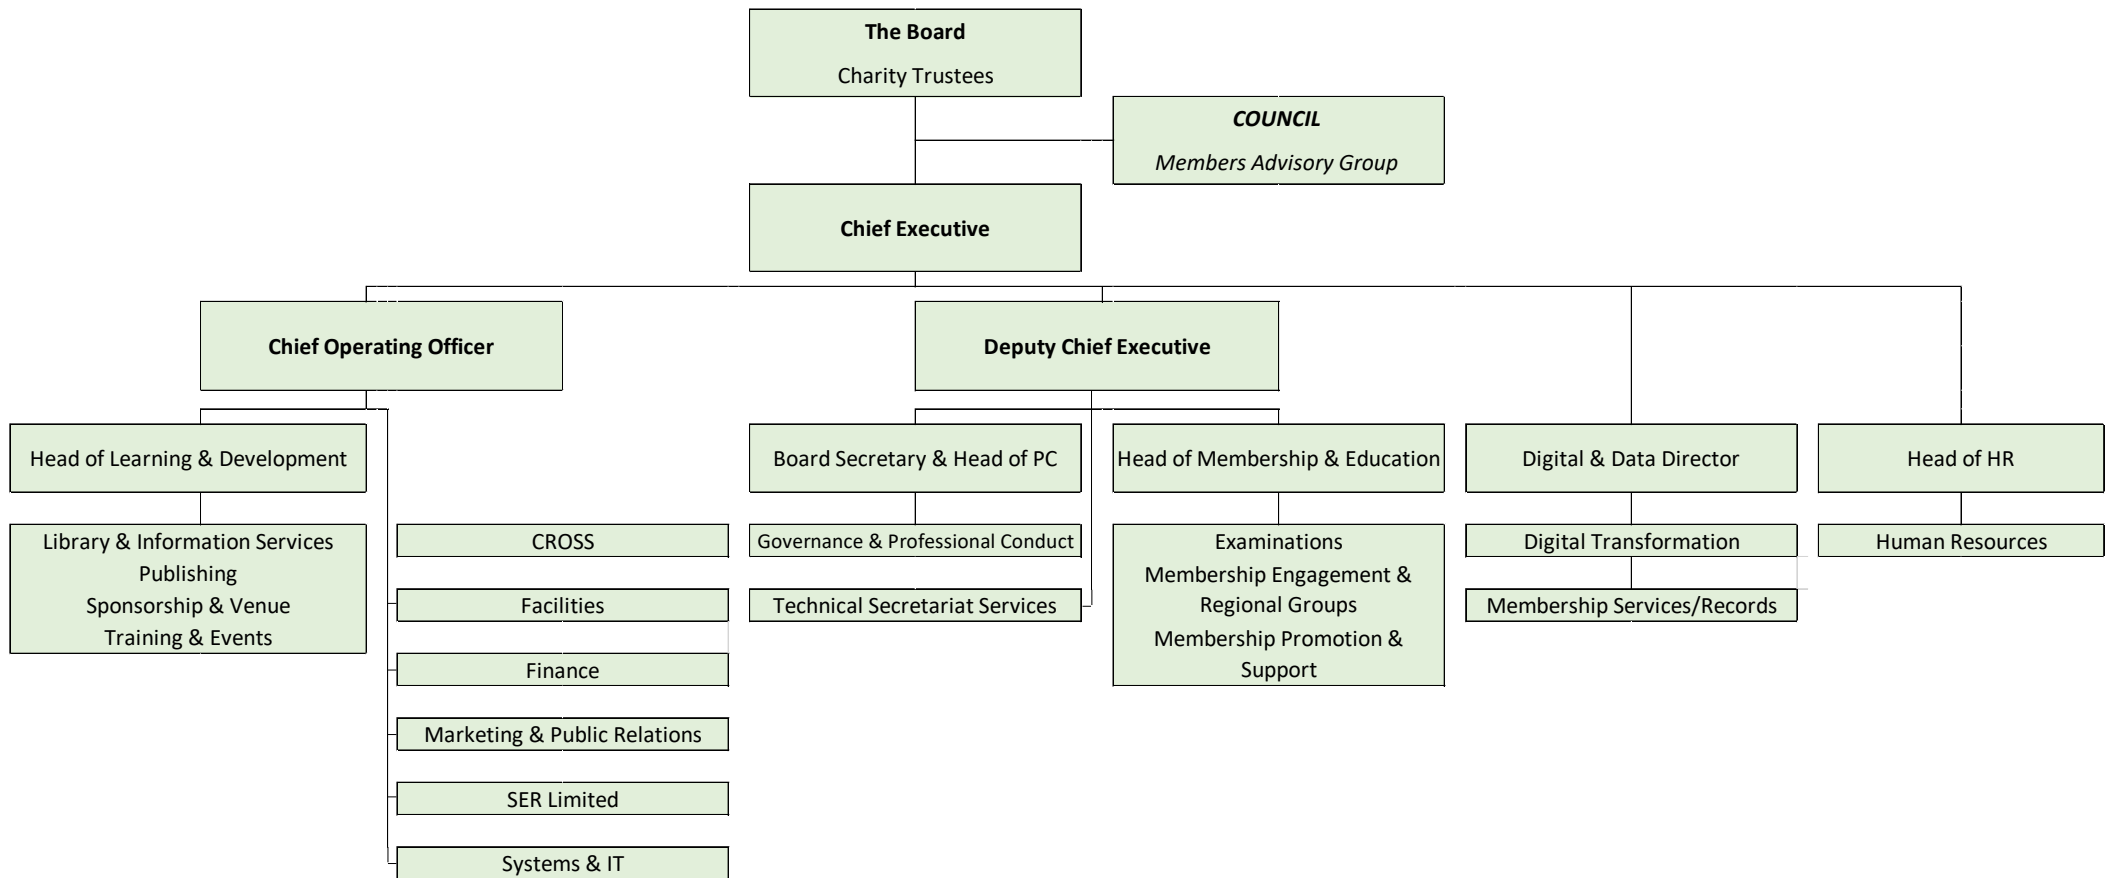 The Board
Charity Trustees
COUNCIL
Members Advisory Group
Chief Executive
Chief Operating Officer
Deputy Chief Executive
Head of Learning & Development
Board Secretary & Head of PC
Head of Membership & Education
Digital & Data Director
Head of HR
Library & Information Services
Publishing
Sponsorship & Venue
Training & Events
CROSS
Facilities
Finance
Marketing & Public Relations
SER Limited
Systems & IT
Governance & Professional Conduct
Technical Secretariat Services
Examinations
Membership Engagement &
Regional Groups
Membership Promotion &
Support
Digital Transformation
Membership Services/Records
Human Resources